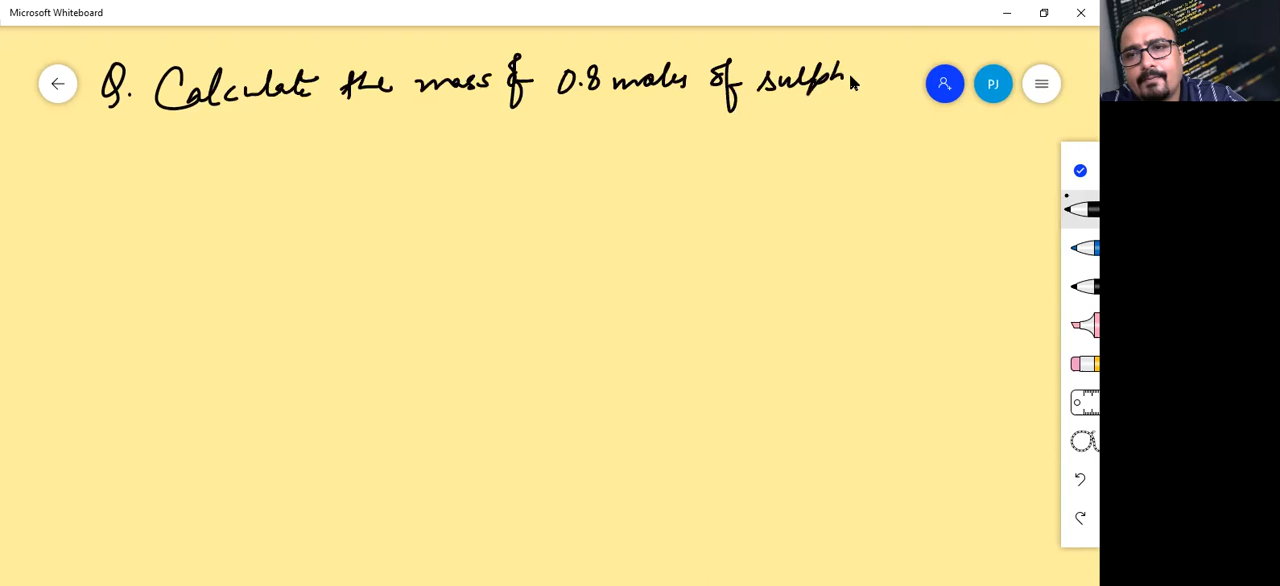 Microsoft Whiteboard
Q. Calculate the mass of 0.8 moles of sulph
PJ